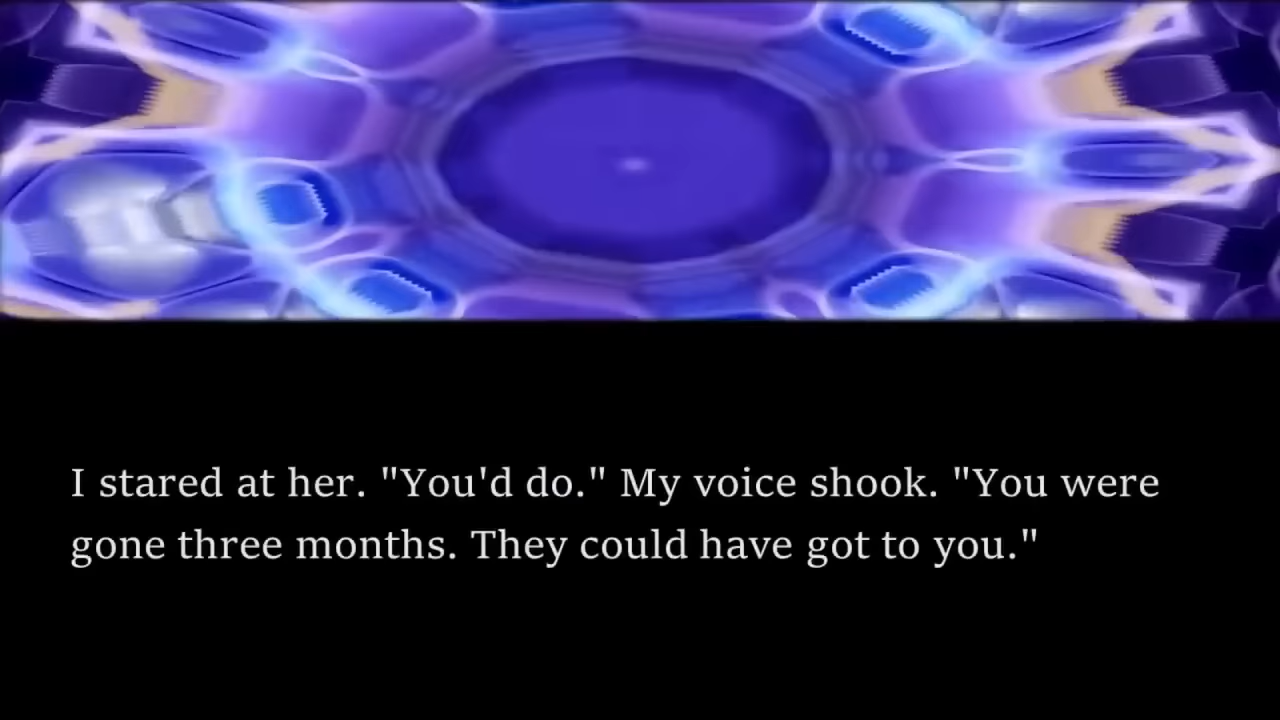 I stared at her. "You'd do." My voice shook. "You were
gone three months. They could have got to you."